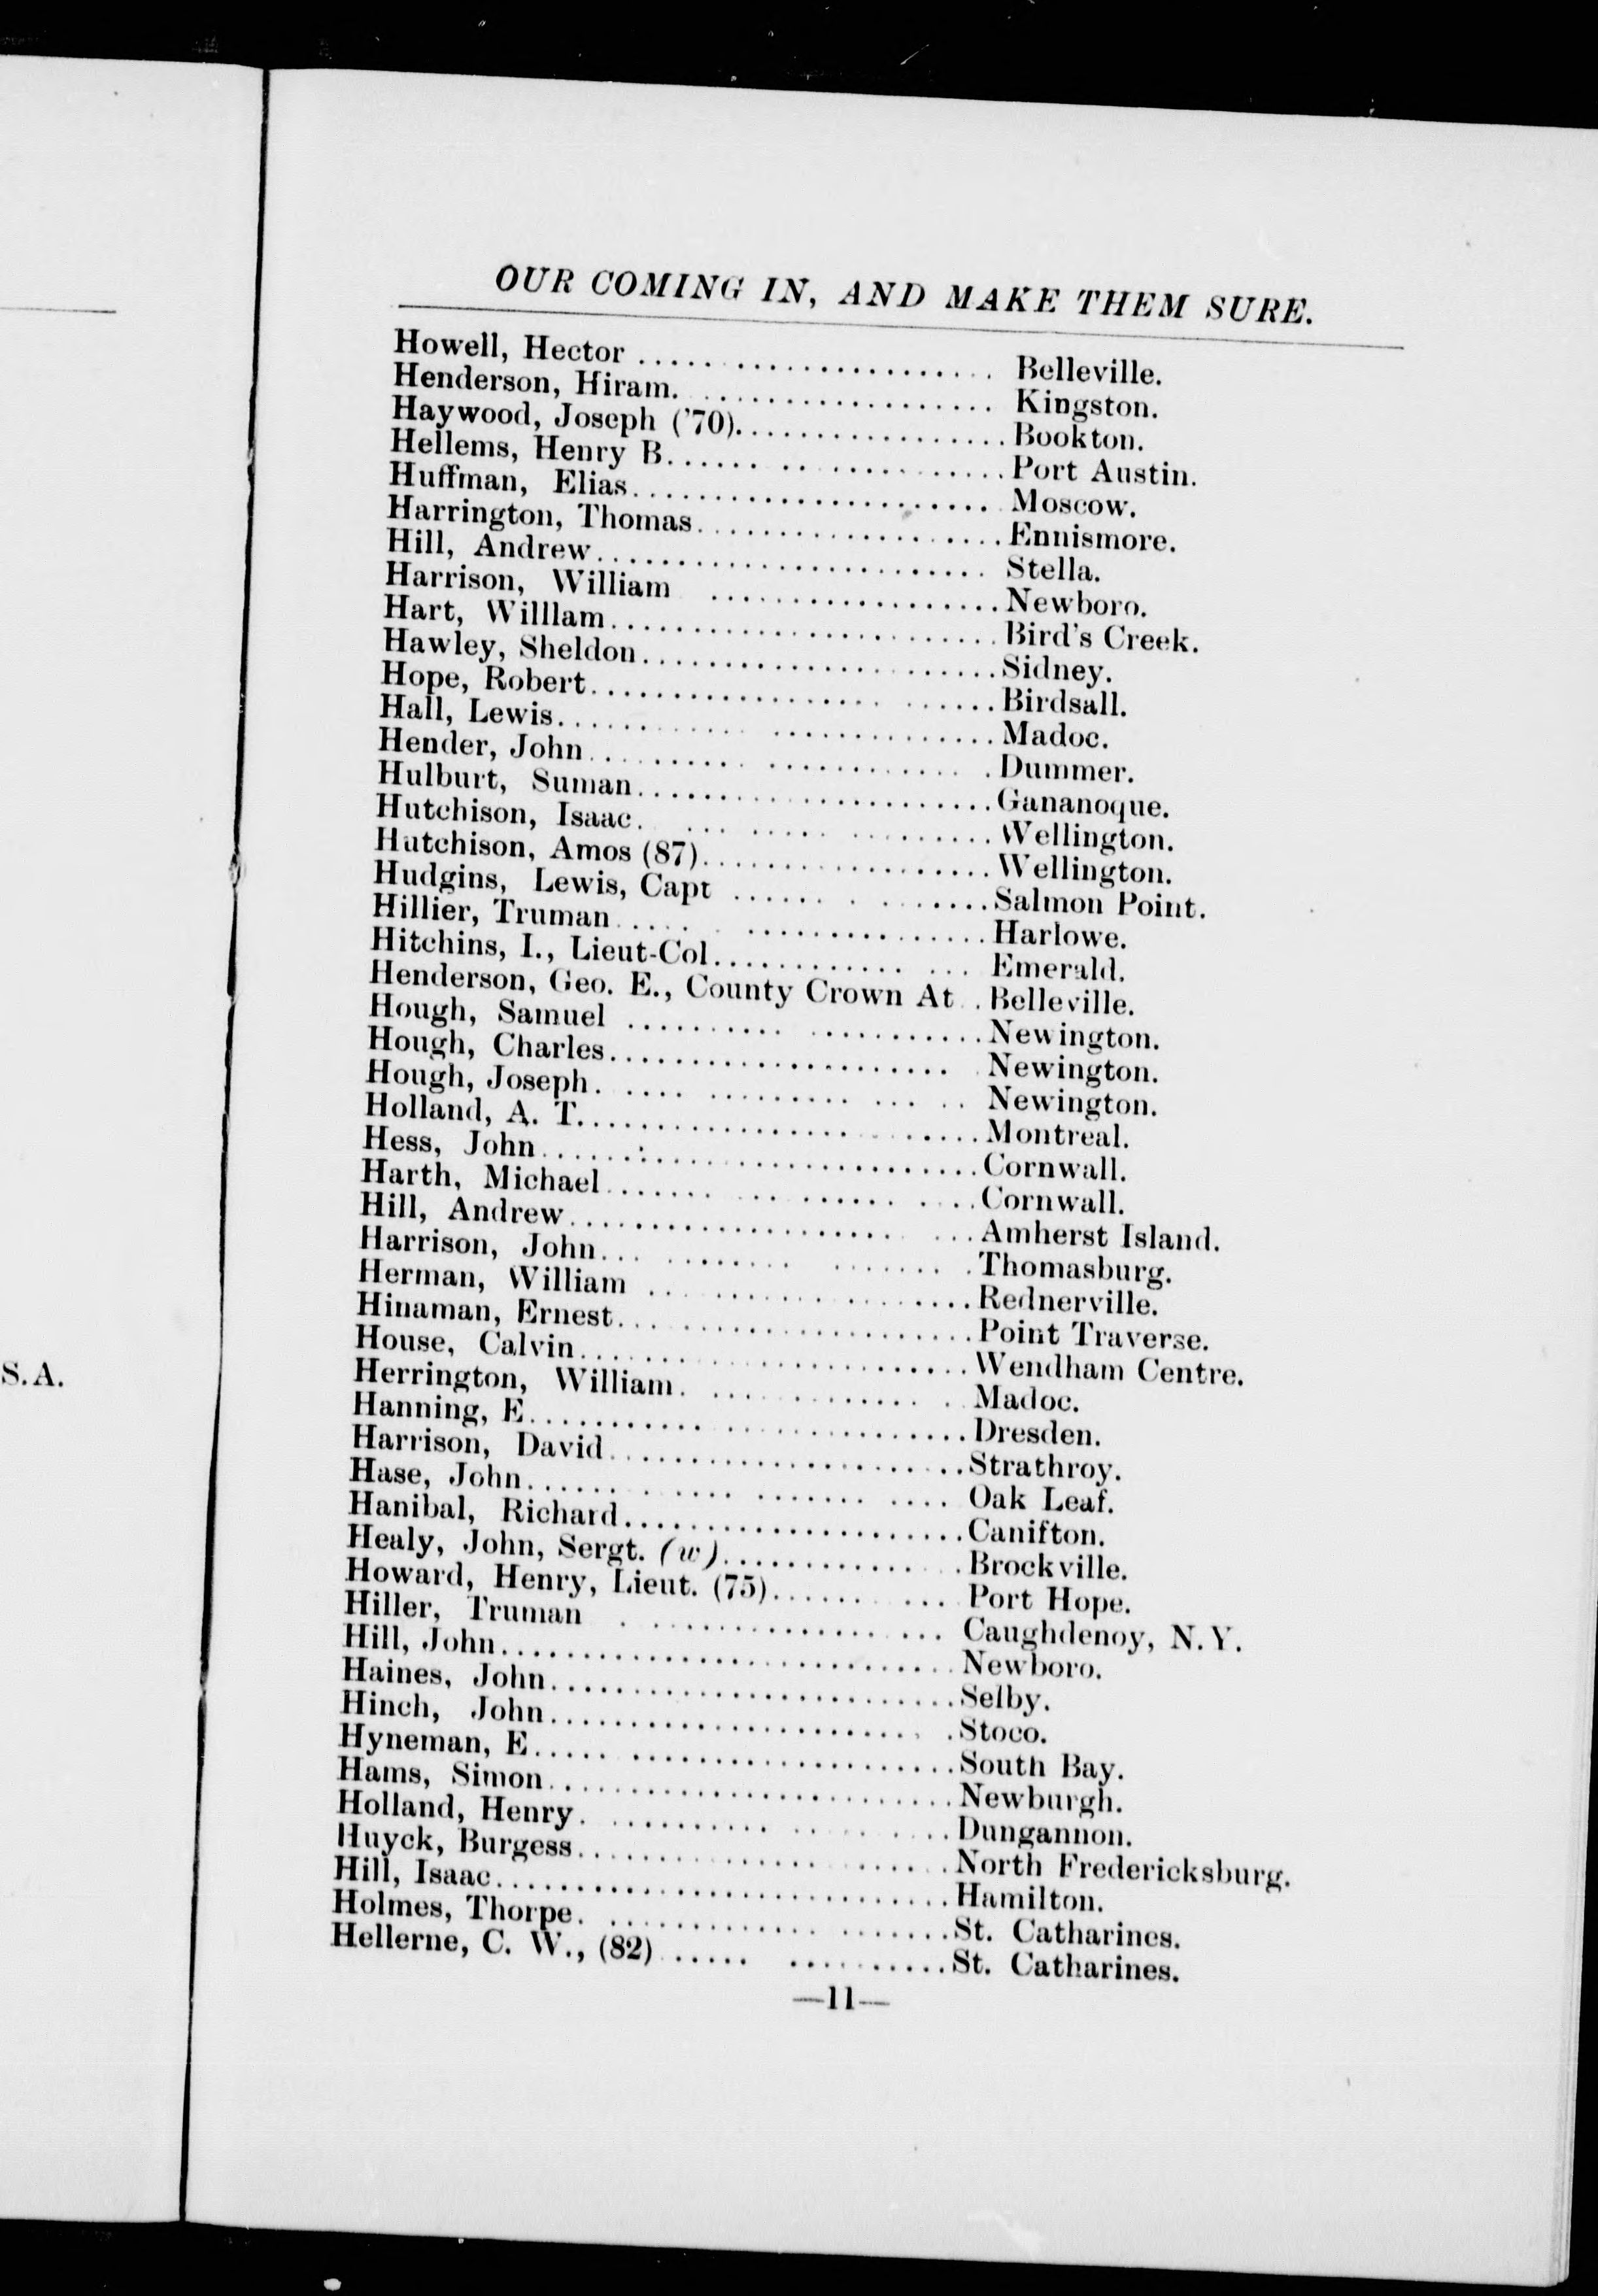 OUR COMING IN, AND MAKE THEM SURE.
Howell, Hector ...................... Belleville.
Henderson, Hiram. ................. Kingston.
Haywood, Joseph ('70)................. Bookton.
Hellems, Henry B..................... Port Austin.
Huffman, Elias...................... Moscow.
Harrington, Thomas................... Ennismore.
Hill, Andrew........................ Stella.
Harrison, William .................. Newboro.
Hart, Willlam........................ Bird's Creek.
Hawley, Sheldon...................... Sidney.
Hope, Robert......................... Birdsall.
Hall, Lewis.......................... Madoc.
Hender, John......................... Dummer.
Hulburt, Suman...................... Gananoque.
Hutchison, Isaac. ................... Wellington.
Hutchison, Amos (87).................. Wellington.
Hudgins, Lewis, Capt ............... Salmon Point.
Hillier, Truman..................... Harlowe.
Hitchins, I., Lieut-Col............... Emerald.
Henderson, Geo. E., County Crown At .. Belleville.
Hough, Samuel ..................... Newington.
Hough, Charles..................... Newington.
Hough, Joseph. .................... Newington.
Holland, A. T........................ Montreal.
Hess, John.......................... Cornwall.
Harth, Michael...................... Cornwall.
Hill, Andrew....................... Amherst Island.
Harrison, John..................... Thomasburg.
Herman, William ................... Rednerville.
Hinaman, Ernest..................... Point Traverse.
House, Calvin....................... Wendham Centre.
Herrington, William. ............... Madoc.
Hanning, E.......................... Dresden.
Harrison, David..................... Strathroy.
S. A.
Hase, John......................... Oak Leaf.
Hanibal, Richard.................... Canifton.
Healy, John, Sergt. (w).............. Brockville.
Howard, Henry, Lieut. (75)........... Port Hope.
Hiller, Truman .................... Caughdenoy, N. Y.
Hill, John.......................... Newboro.
Haines, John........................ Selby.
Hinch, John......................... Stoco.
Hyneman, E......................... South Bay.
Hams, Simon........................ Newburgh.
Holland, Henry. .................... Dungannon.
Huyck, Burgess...................... North Fredericksburg.
Hill, Isaac.......................... Hamilton.
Holmes, Thorpe. .................... St. Catharines.
Hellerne, C. W., (82) ................ St. Catharines.
—11—